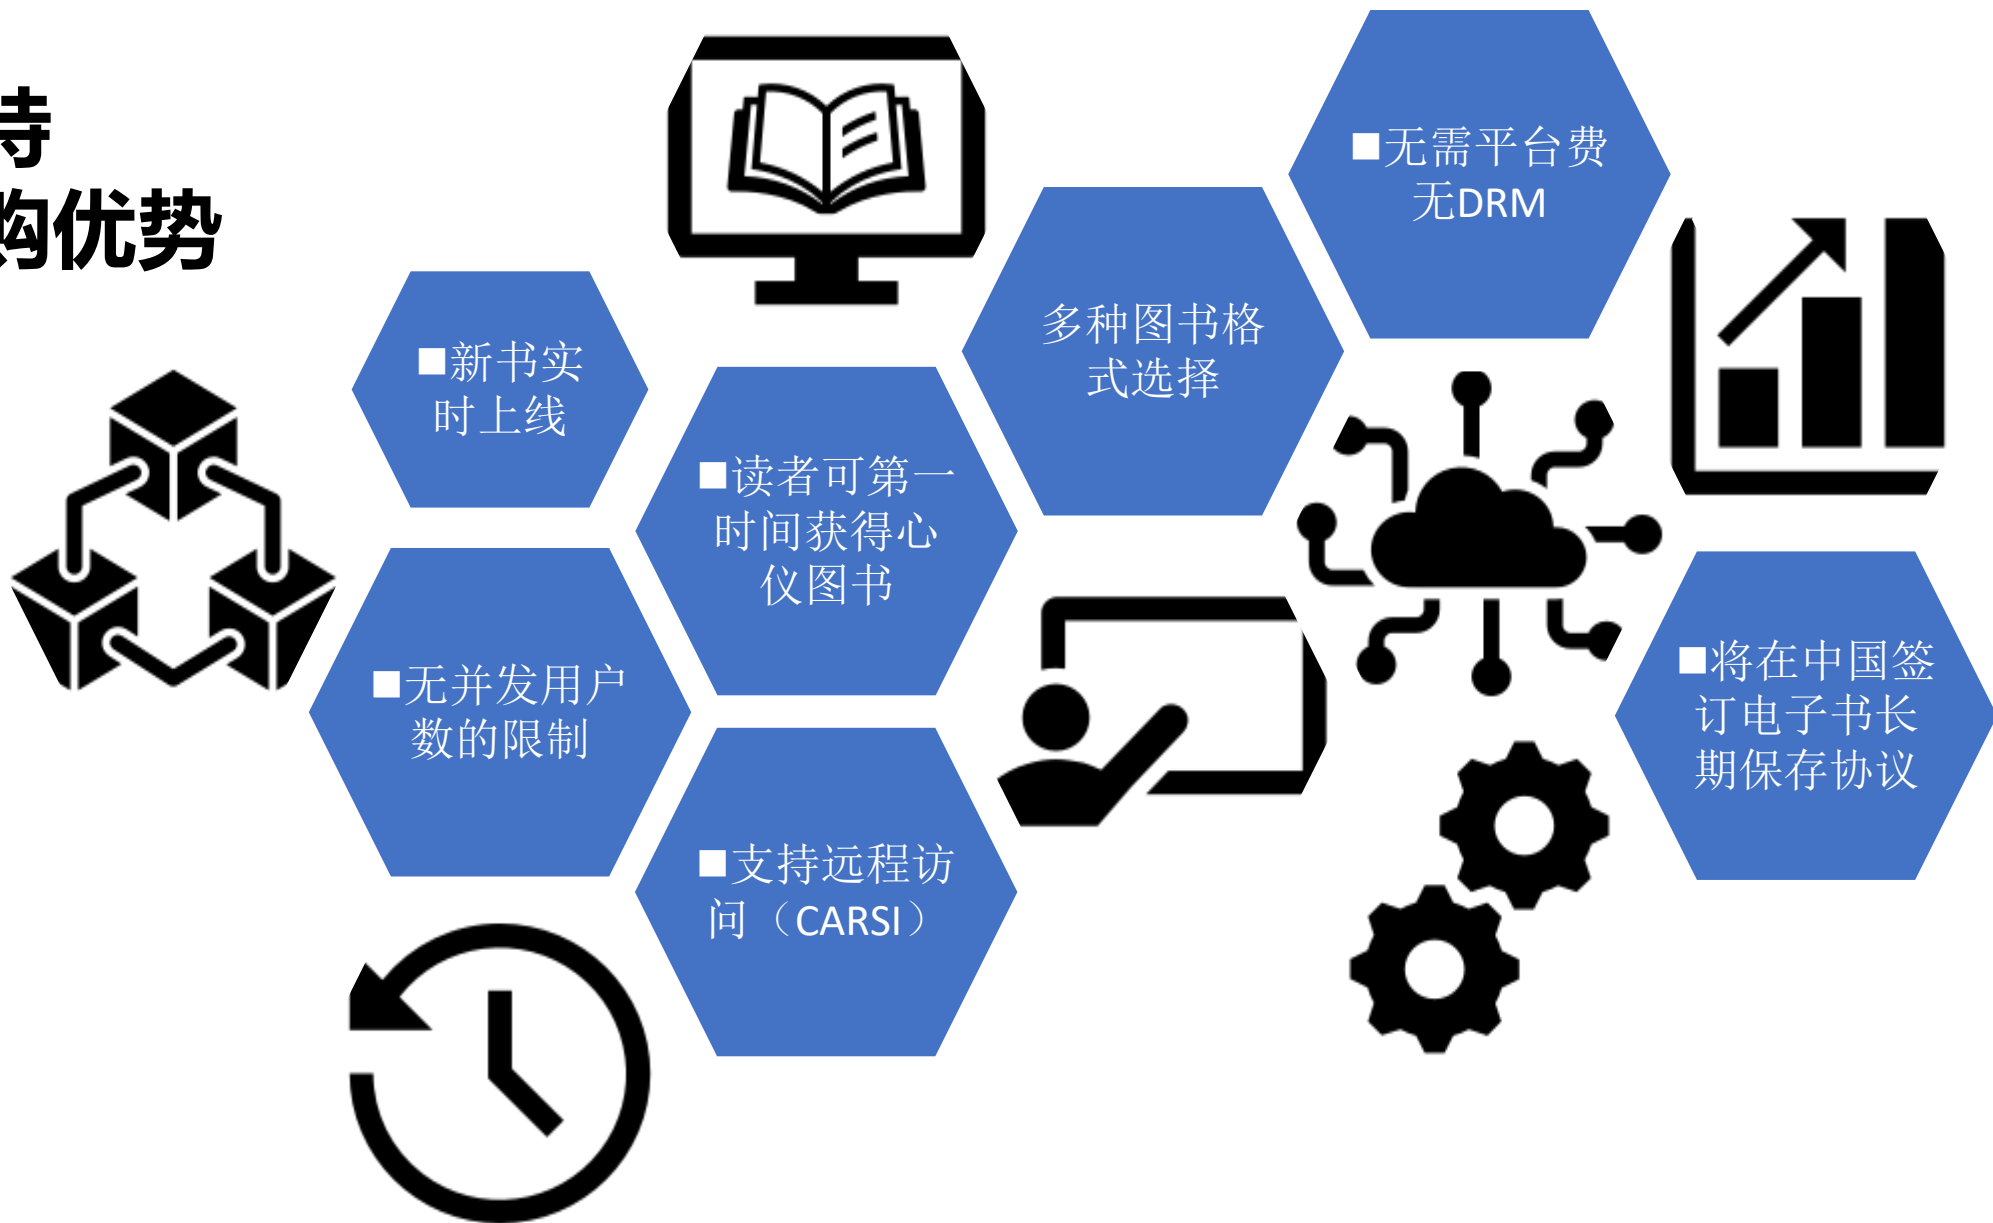 持
购优势
■新书实
时上线
■无并发用户
数的限制
■读者可第一
时间获得心
仪图书
■支持远程访
问（CARSI）
多种图书格
式选择
■无需平台费
无DRM
■将在中国签
订电子书长
期保存协议